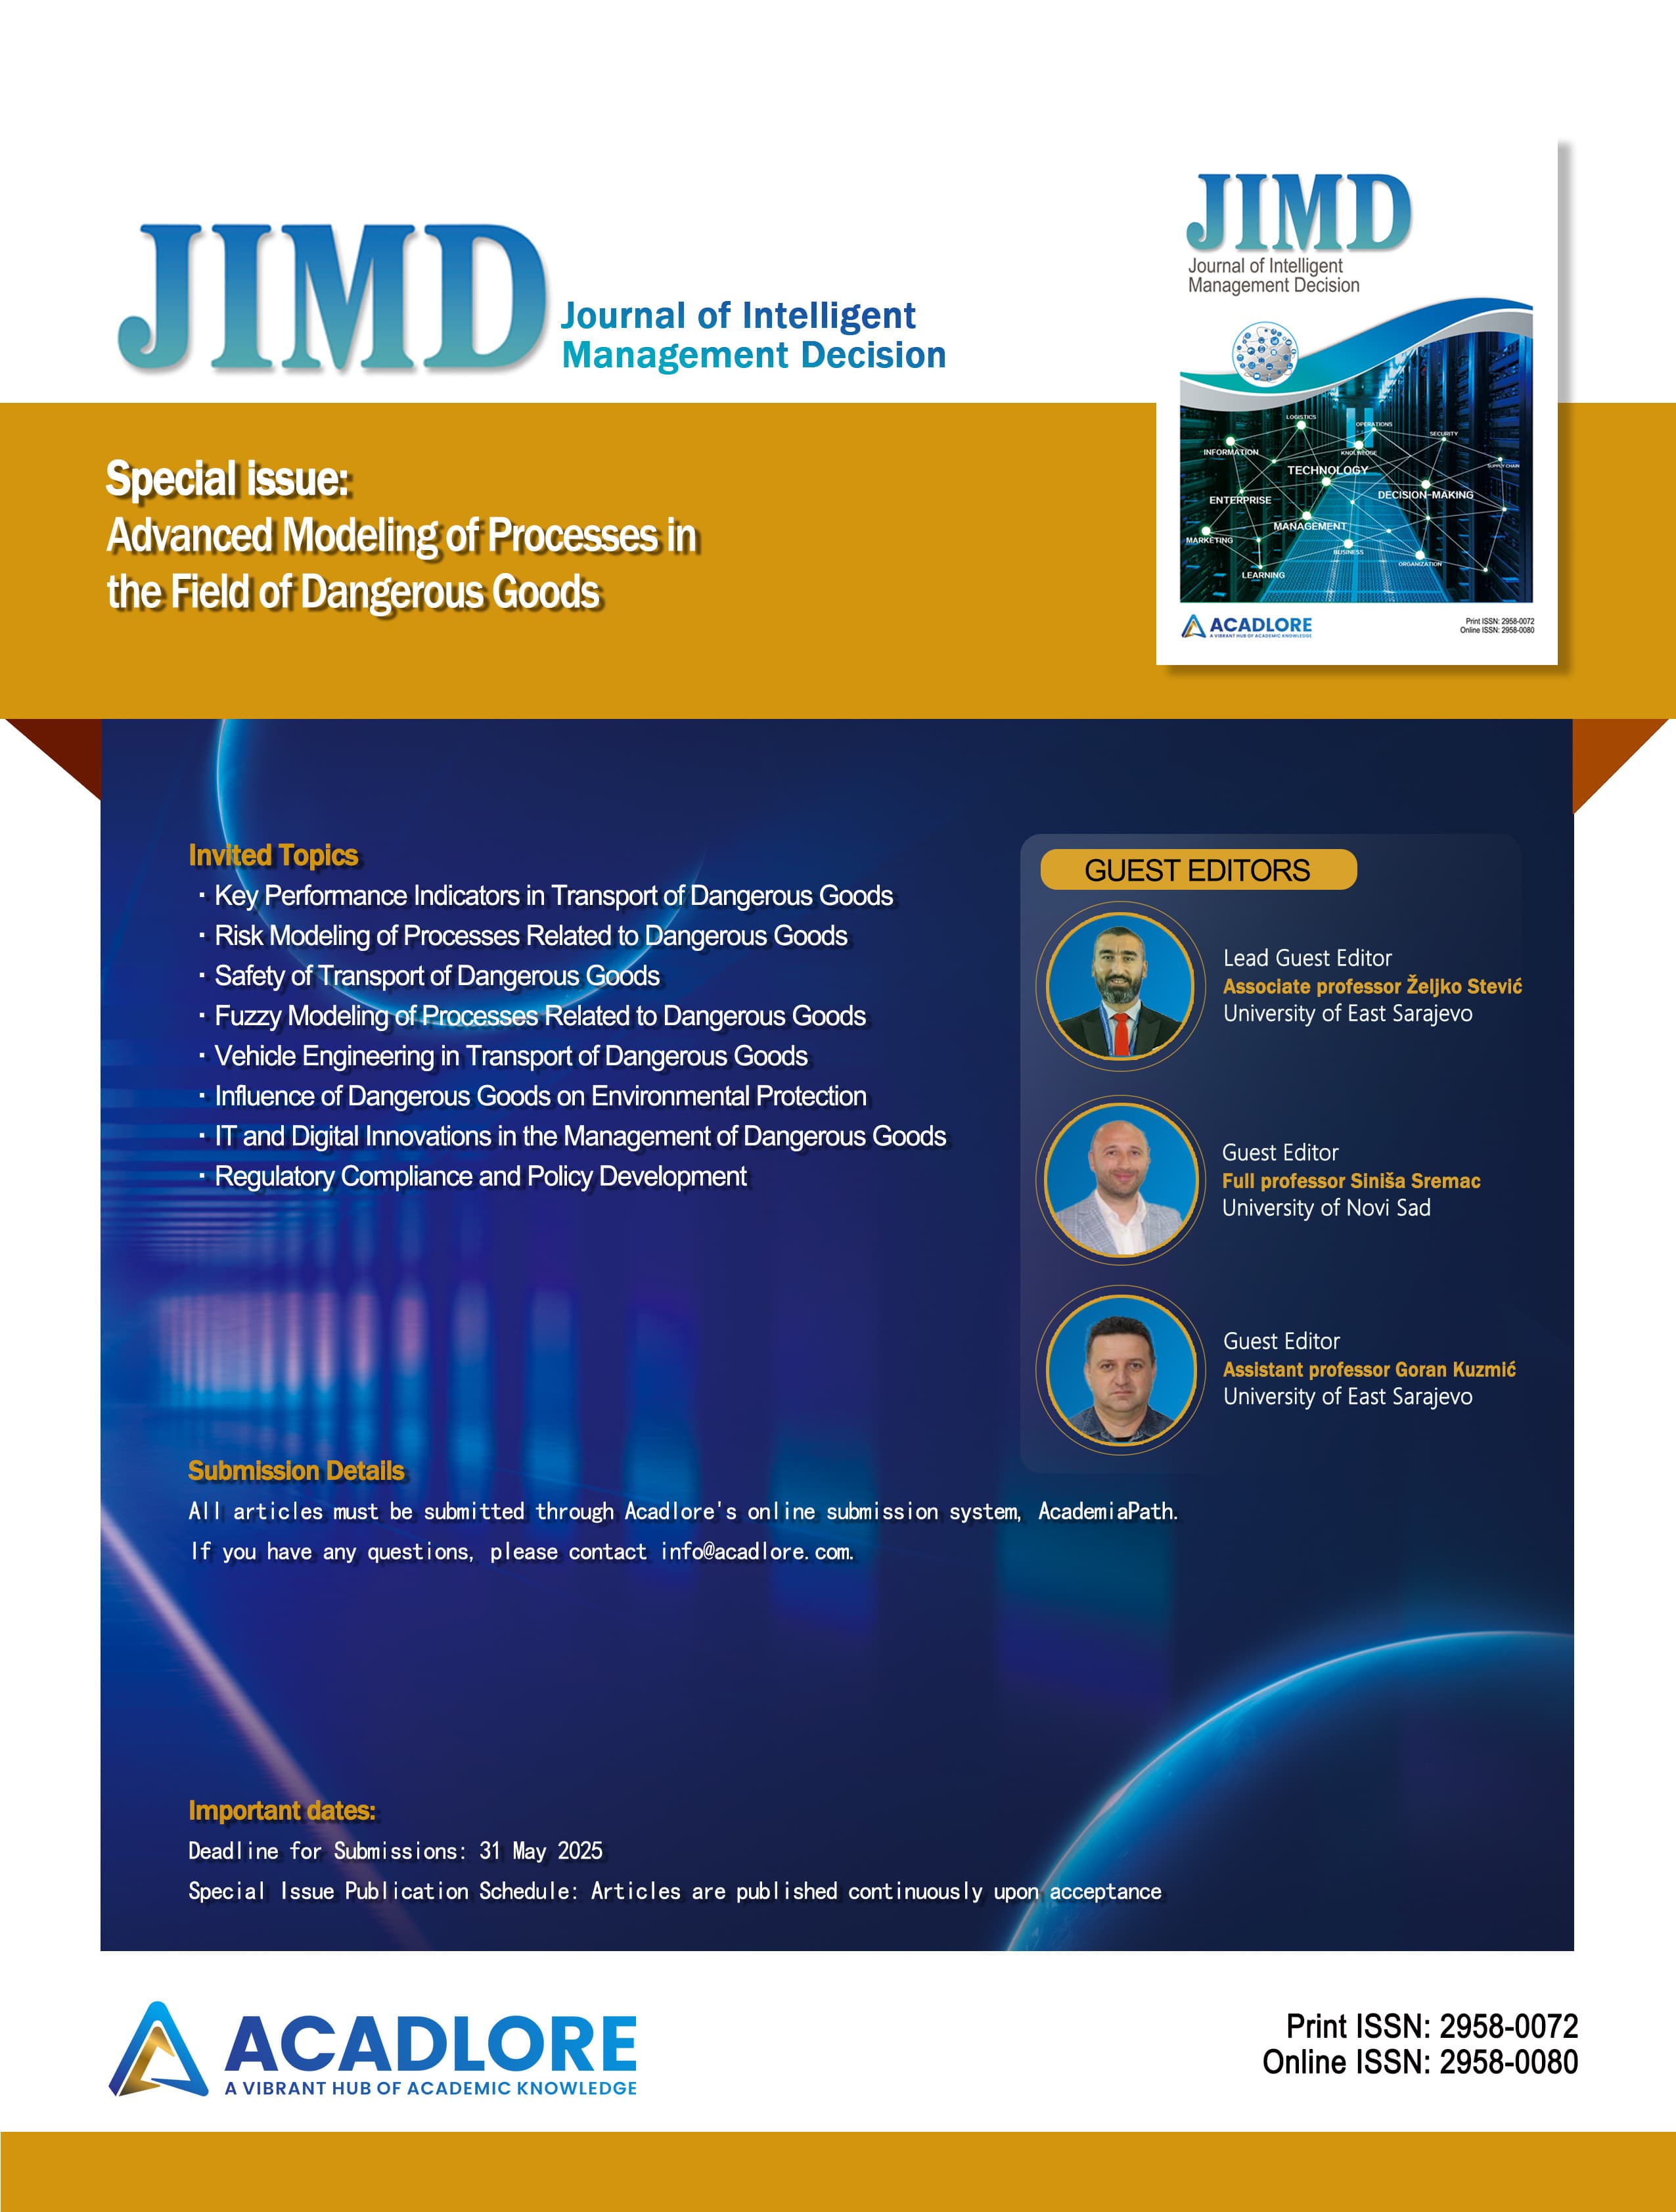 JIMD
Journal of Intelligent
Management Decision
JIMD
Journal of Intelligent
Management Decision
LOGISTICS
OPERATIONS
SECURITY
INFORMATION
KNOWLEDGE
SUPPLY CHAIN
TECHNOLOGY
DECISION-MAKING
ENTERPRISE
MANAGEMENT
MARKETING
BUSINESS
ORGANIZATION
LEARNING
ACADLORE
A VIBRANT HUB OF ACADEMIC KNOWLEDGE
Print ISSN: 2958-0072
Online ISSN: 2958-0080
Special issue:
Advanced Modeling of Processes in
the Field of Dangerous Goods
Invited Topics
· Key Performance Indicators in Transport of Dangerous Goods
· Risk Modeling of Processes Related to Dangerous Goods
· Safety of Transport of Dangerous Goods
· Fuzzy Modeling of Processes Related to Dangerous Goods
· Vehicle Engineering in Transport of Dangerous Goods
· Influence of Dangerous Goods on Environmental Protection
· IT and Digital Innovations in the Management of Dangerous Goods
· Regulatory Compliance and Policy Development
GUEST EDITORS
Lead Guest Editor
Associate professor Željko Stević
University of East Sarajevo
Guest Editor
Full professor Siniša Sremac
University of Novi Sad
Guest Editor
Assistant professor Goran Kuzmić
University of East Sarajevo
Submission Details
All articles must be submitted through Acadlore's online submission system, AcademiaPath.
If you have any questions, please contact info@acadlore.com.
Important dates:
Deadline for Submissions: 31 May 2025
Special Issue Publication Schedule: Articles are published continuously upon acceptance
ACADLORE
A VIBRANT HUB OF ACADEMIC KNOWLEDGE
Print ISSN: 2958-0072
Online ISSN: 2958-0080